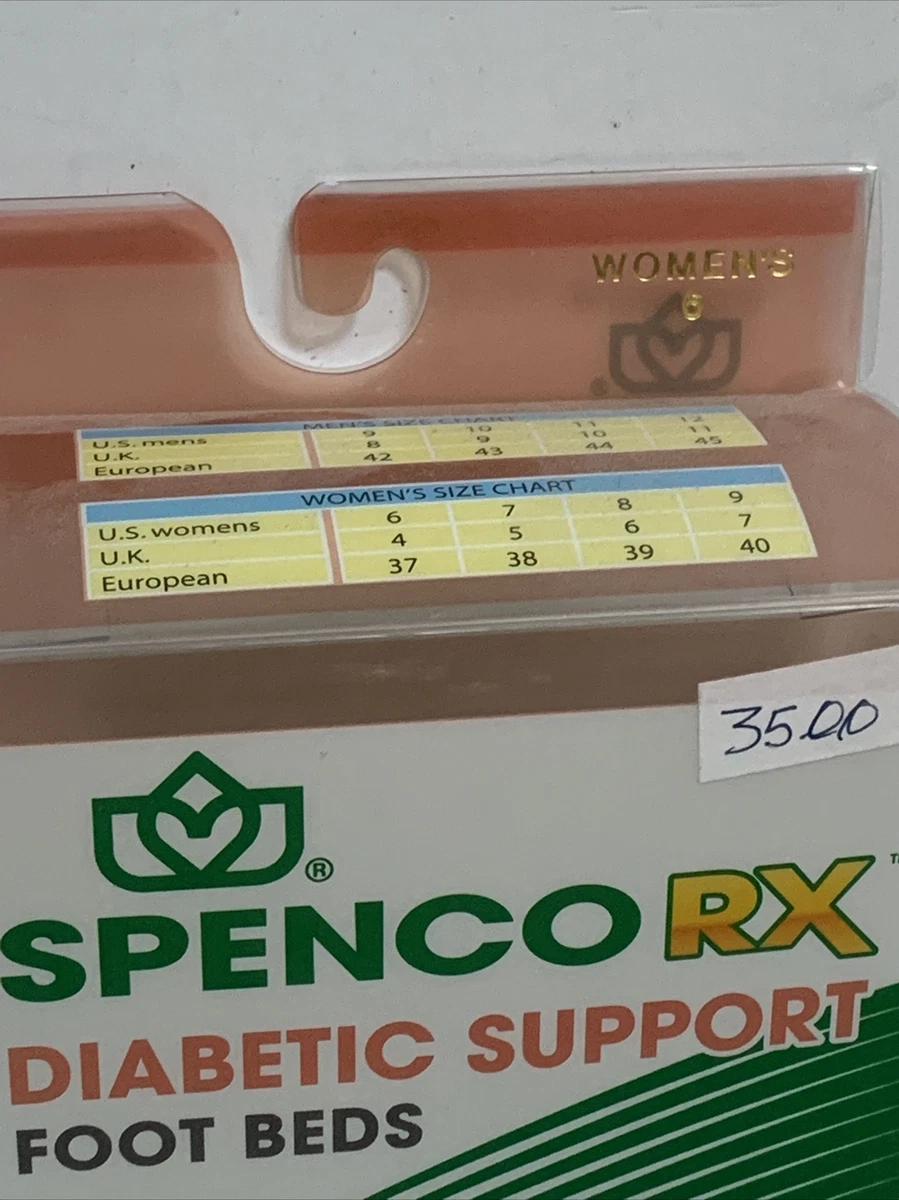 WOMEN'S
6
MEN'S SIZE CHART
U.S. mens 9 10 11 12
U.K. 8 9 10 11
European 42 43 44 45
WOMEN'S SIZE CHART
U.S. womens 6 7 8 9
U.K. 4 5 6 7
European 37 38 39 40
35.00
®
SPENCO RX TM
DIABETIC SUPPORT
FOOT BEDS